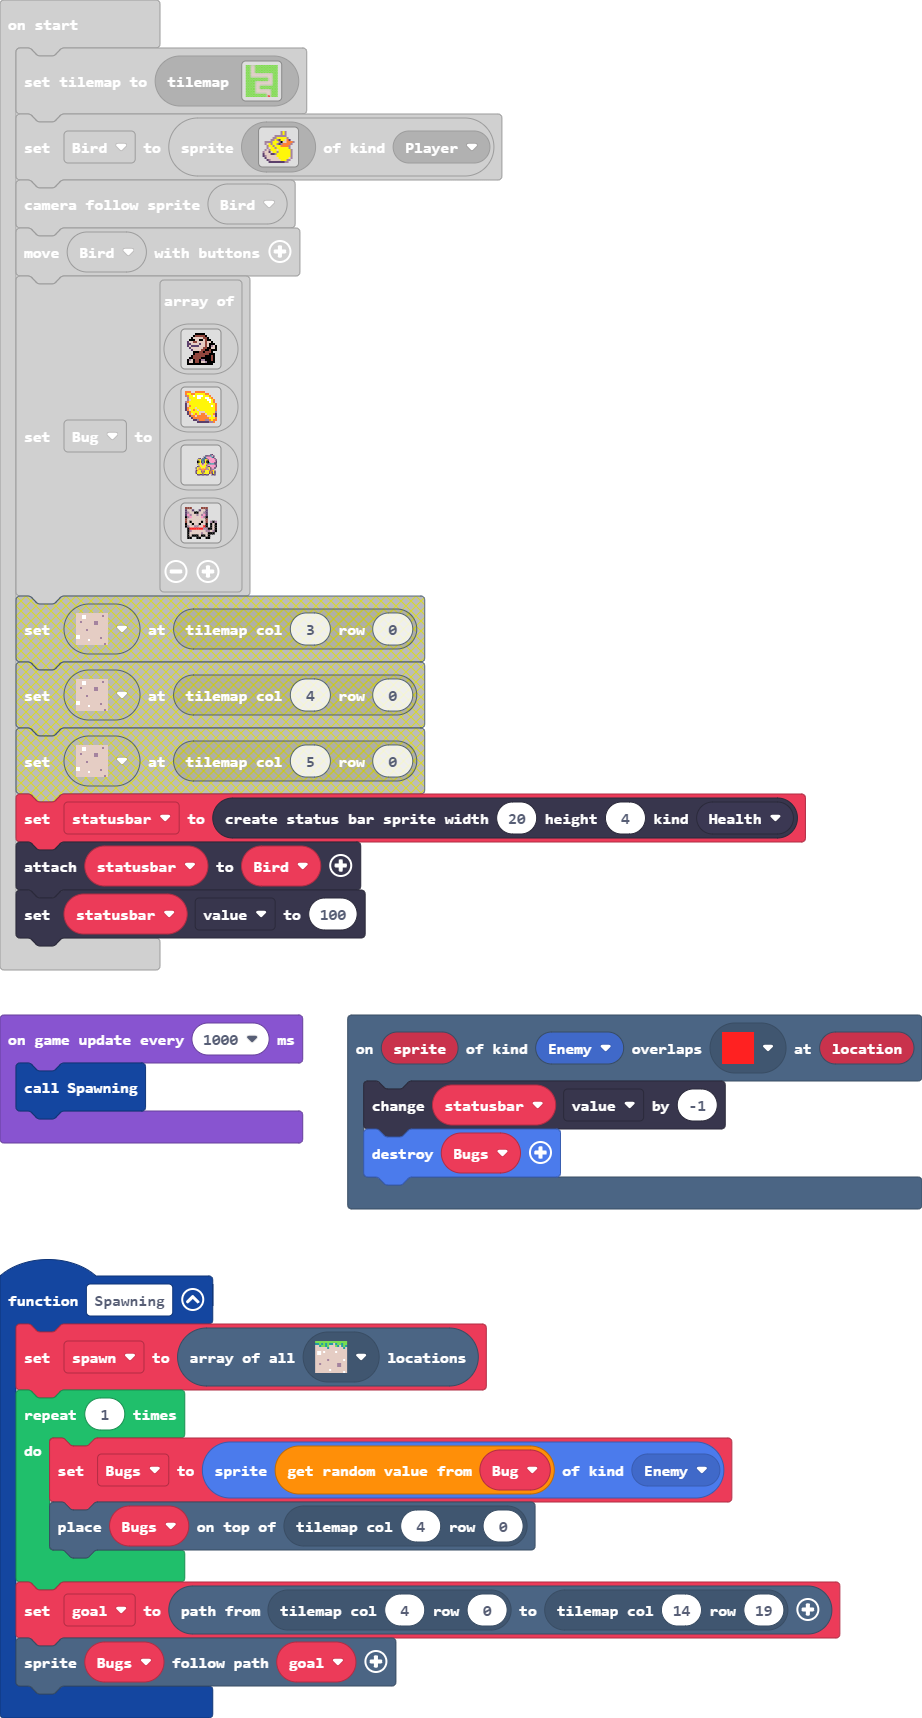 on start
set tilemap to tilemap
set Bird to sprite of kind Player
camera follow sprite Bird
move Bird with buttons
array of
set Bug to
set at tilemap col 3 row 0
set at tilemap col 4 row 0
set at tilemap col 5 row 0
set statusbar to create status bar sprite width 20 height 4 kind Health
attach statusbar to Bird
set statusbar value to 100
on game update every 1000 ms
call Spawning
on sprite of kind Enemy overlaps at location
change statusbar value by -1
destroy Bugs
function Spawning
set spawn to array of all locations
repeat 1 times
do
set Bugs to sprite get random value from Bug of kind Enemy
place Bugs on top of tilemap col 4 row 0
set goal to path from tilemap col 4 row 0 to tilemap col 14 row 19
sprite Bugs follow path goal